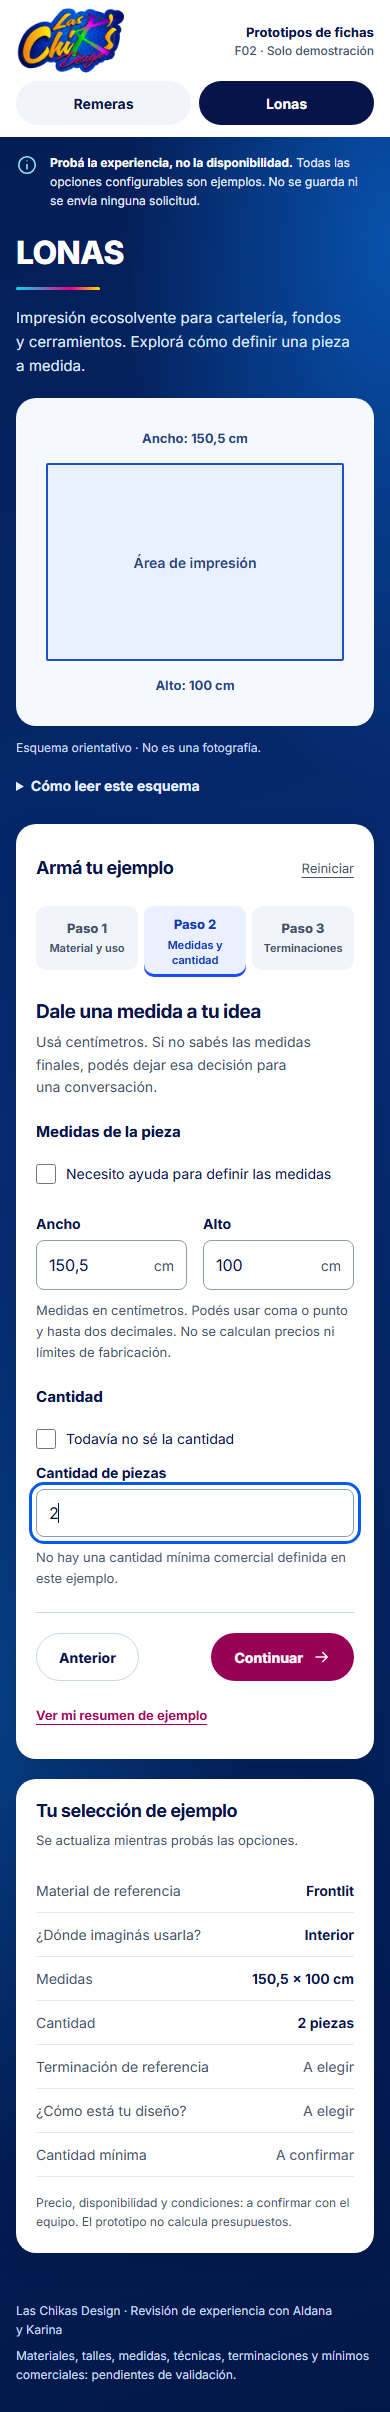 Las
Chikas
Design
Prototipos de fichas
F02 · Solo demostración
Remeras
Lonas
Probá la experiencia, no la disponibilidad. Todas las
opciones configurables son ejemplos. No se guarda ni
se envía ninguna solicitud.
LONAS
Impresión ecosolvente para cartelería, fondos
y cerramientos. Explorá cómo definir una pieza
a medida.
Ancho: 150,5 cm
Área de impresión
Alto: 100 cm
Esquema orientativo · No es una fotografía.
Cómo leer este esquema
Armá tu ejemplo
Reiniciar
Paso 1
Material y uso
Paso 2
Medidas y
cantidad
Paso 3
Terminaciones
Dale una medida a tu idea
Usá centímetros. Si no sabés las medidas
finales, podés dejar esa decisión para
una conversación.
Medidas de la pieza
Necesito ayuda para definir las medidas
Ancho
Alto
150,5 cm
100 cm
Medidas en centímetros. Podés usar coma o punto
y hasta dos decimales. No se calculan precios ni
límites de fabricación.
Cantidad
Todavía no sé la cantidad
Cantidad de piezas
2
No hay una cantidad mínima comercial definida en
este ejemplo.
Anterior
Continuar →
Ver mi resumen de ejemplo
Tu selección de ejemplo
Se actualiza mientras probás las opciones.
Material de referencia Frontlit
¿Dónde imaginás usarla? Interior
Medidas 150,5 × 100 cm
Cantidad 2 piezas
Terminación de referencia A elegir
¿Cómo está tu diseño? A elegir
Cantidad mínima A confirmar
Precio, disponibilidad y condiciones: a confirmar con el
equipo. El prototipo no calcula presupuestos.
Las Chikas Design · Revisión de experiencia con Aldana
y Karina
Materiales, talles, medidas, técnicas, terminaciones y mínimos
comerciales: pendientes de validación.